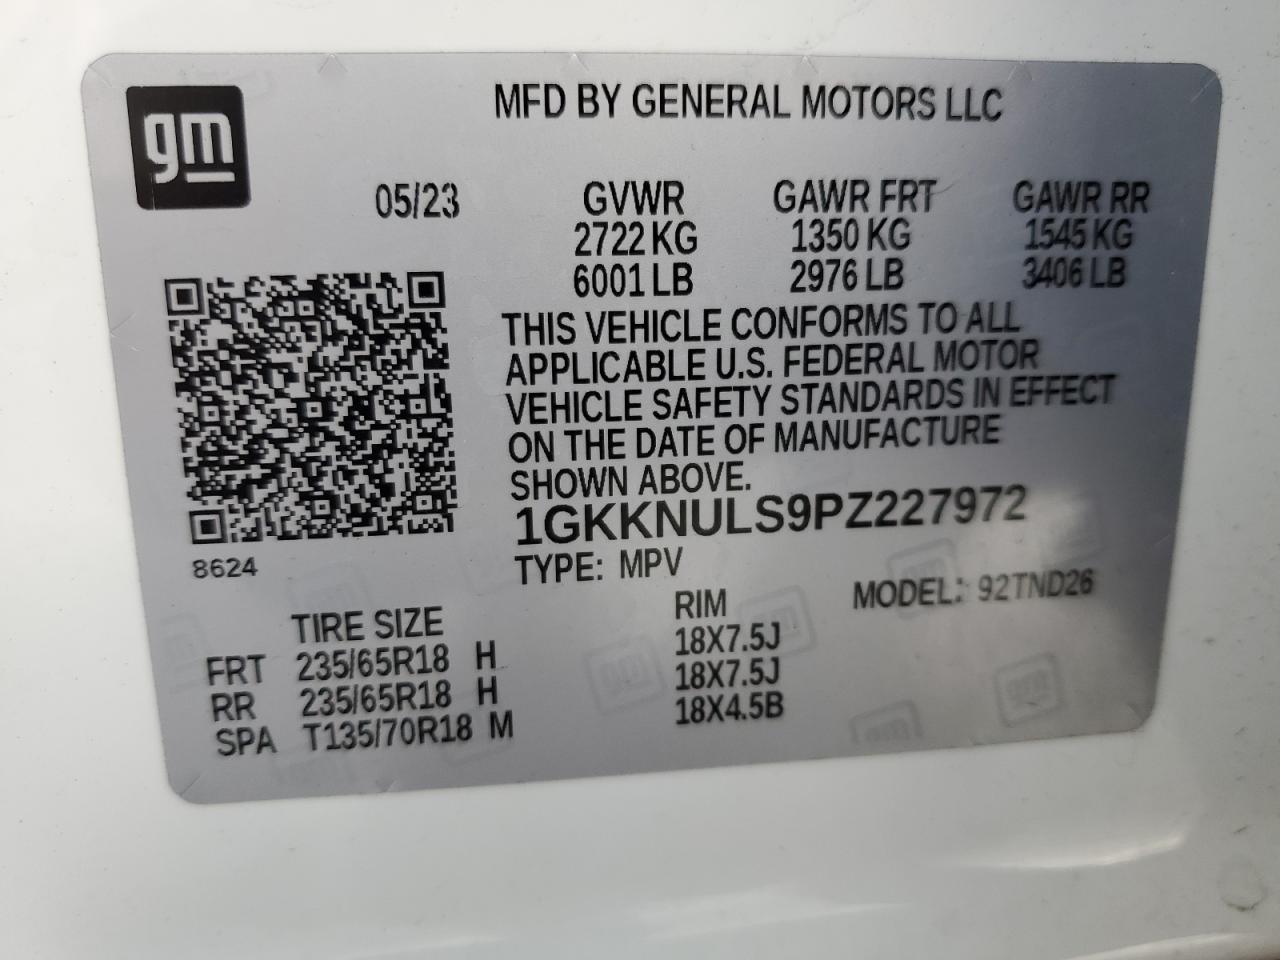 gm
MFD BY GENERAL MOTORS LLC
05/23 GVWR GAWR FRT GAWR RR
2722 KG 1350 KG 1545 KG
6001 LB 2976 LB 3406 LB
THIS VEHICLE CONFORMS TO ALL
APPLICABLE U.S. FEDERAL MOTOR
VEHICLE SAFETY STANDARDS IN EFFECT
ON THE DATE OF MANUFACTURE
SHOWN ABOVE.
1GKKNULS9PZ227972
8624
TYPE: MPV MODEL: 92TND26
TIRE SIZE RIM
FRT 235/65R18 H 18X7.5J
RR 235/65R18 H 18X7.5J
SPA T135/70R18 M 18X4.5B